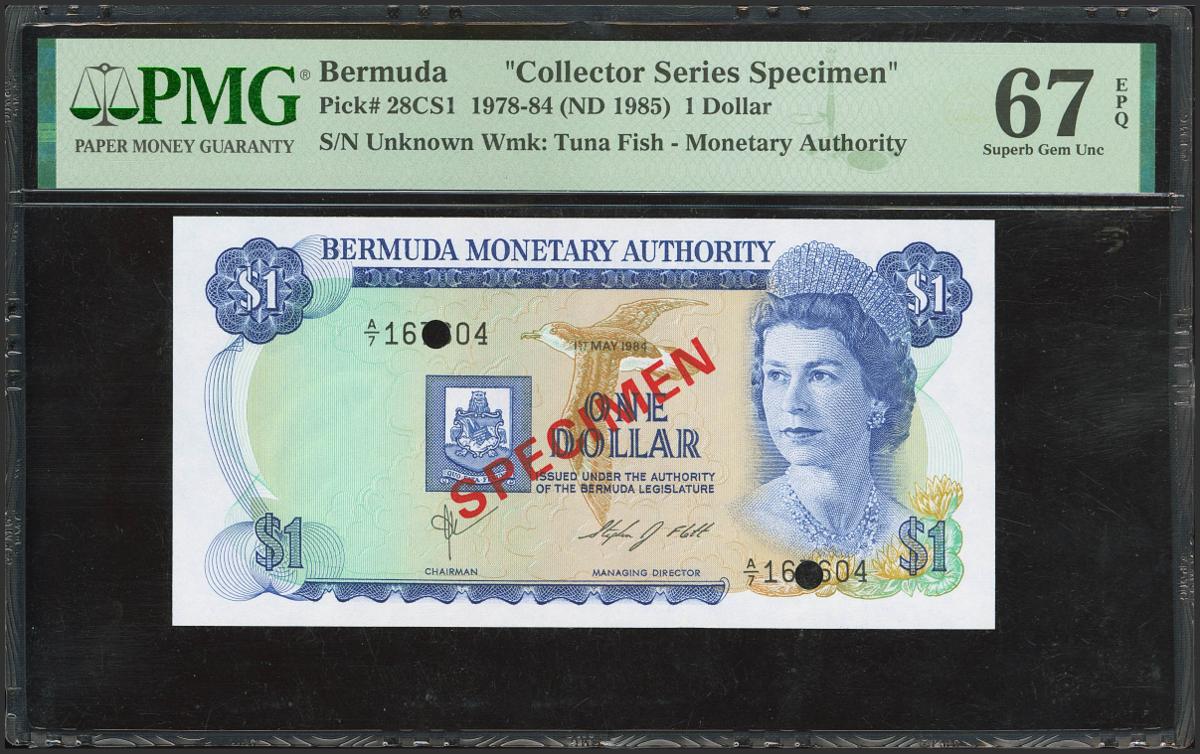 PMG®
PAPER MONEY GUARANTY
Bermuda "Collector Series Specimen"
Pick# 28CS1 1978-84 (ND 1985) 1 Dollar
S/N Unknown Wmk: Tuna Fish - Monetary Authority
67
EPQ
Superb Gem Unc
BERMUDA MONETARY AUTHORITY
$1
$1
A/7 16 604
1ST MAY 1984
SPECIMEN
ONE
DOLLAR
ISSUED UNDER THE AUTHORITY
OF THE BERMUDA LEGISLATURE
$1
$1
CHAIRMAN
MANAGING DIRECTOR
A/7 16 604